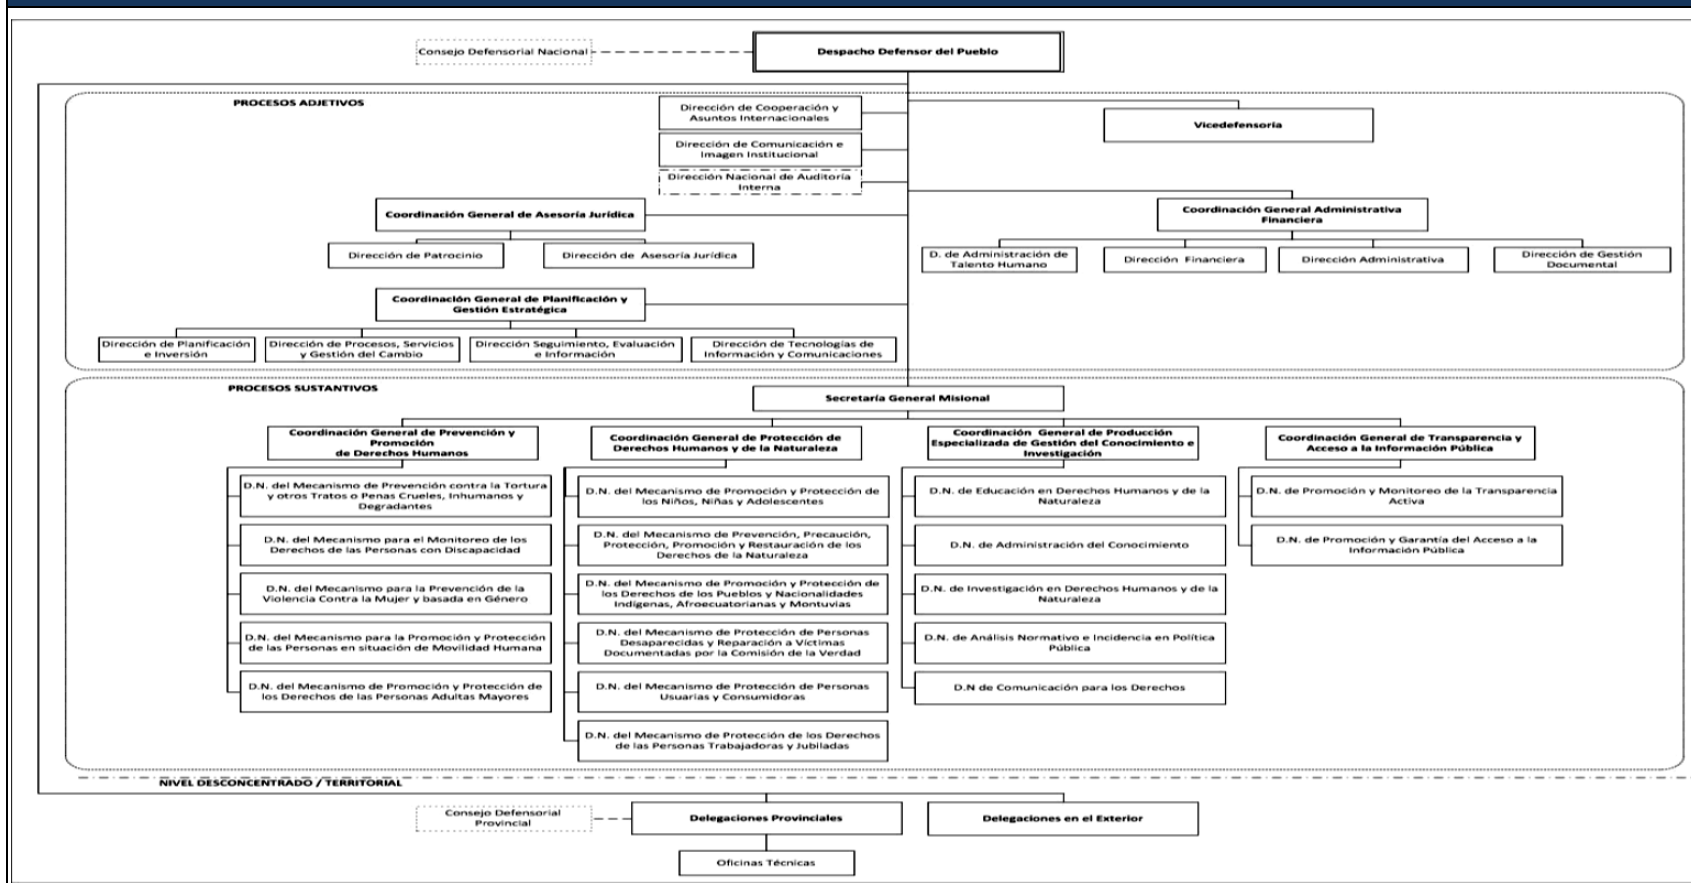 Consejo Defensorial Nacional
Despacho Defensor del Pueblo
PROCESOS ADJETIVOS
Dirección de Cooperación y
Asuntos Internacionales
Vicedefensoria
Dirección de Comunicación e
Imagen Institucional
Dirección Nacional de Auditoría
Interna
Coordinación General de Asesoría Jurídica
Coordinación General Administrativa
Financiera
Dirección de Patrocinio
Dirección de Asesoría Jurídica
D. de Administración de
Talento Humano
Dirección Financiera
Dirección Administrativa
Dirección de Gestión
Documental
Coordinación General de Planificación y
Gestión Estratégica
Dirección de Planificación
e Inversión
Dirección de Procesos, Servicios
y Gestión del Cambio
Dirección Seguimiento, Evaluación
e Información
Dirección de Tecnologías de
Información y Comunicaciones
PROCESOS SUSTANTIVOS
Secretaría General Misional
Coordinación General de Prevención y
Promoción
de Derechos Humanos
D.N. del Mecanismo de Prevención contra la Tortura
y otros Tratos o Penas Crueles, Inhumanos y
Degradantes
D.N. del Mecanismo para el Monitoreo de los
Derechos de las Personas con Discapacidad
D.N. del Mecanismo para la Prevención de la
Violencia Contra la Mujer y basada en Género
D.N. del Mecanismo para la Promoción y Protección
de las Personas en situación de Movilidad Humana
D.N. del Mecanismo de Promoción y Protección de
los Derechos de las Personas Adultas Mayores
Coordinación General de Protección de
Derechos Humanos y de la Naturaleza
D.N. del Mecanismo de Promoción y Protección de
los Niños, Niñas y Adolescentes
D.N. del Mecanismo de Prevención, Precaución,
Protección, Promoción y Restauración de los
Derechos de la Naturaleza
D.N. del Mecanismo de Promoción y Protección de
los Derechos de los Pueblos y Nacionalidades
Indígenas, Afroecuatorianas y Montuvias
D.N. del Mecanismo de Protección de Personas
Desaparecidas y Reparación a Víctimas
Documentadas por la Comisión de la Verdad
D.N. del Mecanismo de Protección de Personas
Usuarias y Consumidoras
D.N. del Mecanismo de Protección de los Derechos
de las Personas Trabajadoras y Jubiladas
Coordinación General de Producción
Especializada de Gestión del Conocimiento e
Investigación
D.N. de Educación en Derechos Humanos y de la
Naturaleza
D.N. de Administración del Conocimiento
D.N. de Investigación en Derechos Humanos y de la
Naturaleza
D.N. de Análisis Normativo e Incidencia en Política
Pública
D.N de Comunicación para los Derechos
Coordinación General de Transparencia y
Acceso a la Información Pública
D.N. de Promoción y Monitoreo de la Transparencia
Activa
D.N. de Promoción y Garantía del Acceso a la
Información Pública
NIVEL DESCONCENTRADO / TERRITORIAL
Consejo Defensorial
Provincial
Delegaciones Provinciales
Delegaciones en el Exterior
Oficinas Técnicas